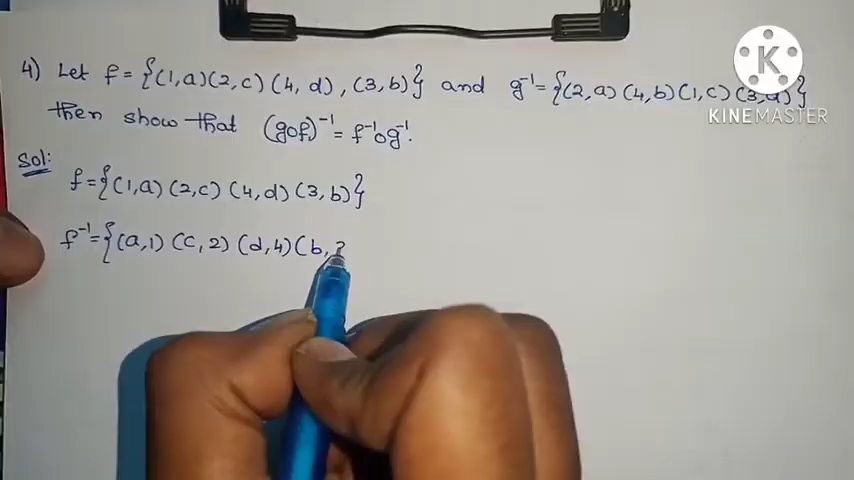 4) Let f = {(1,a)(2,c)(4,d),(3,b)} and g⁻¹={(2,a)(4,b)(1,c)(3,d)}
then show that (gof)⁻¹ = f⁻¹og⁻¹.
Sol:
f={(1,a)(2,c)(4,d)(3,b)}
f⁻¹={(a,1)(c,2)(d,4)(b,
K
KINEMASTER